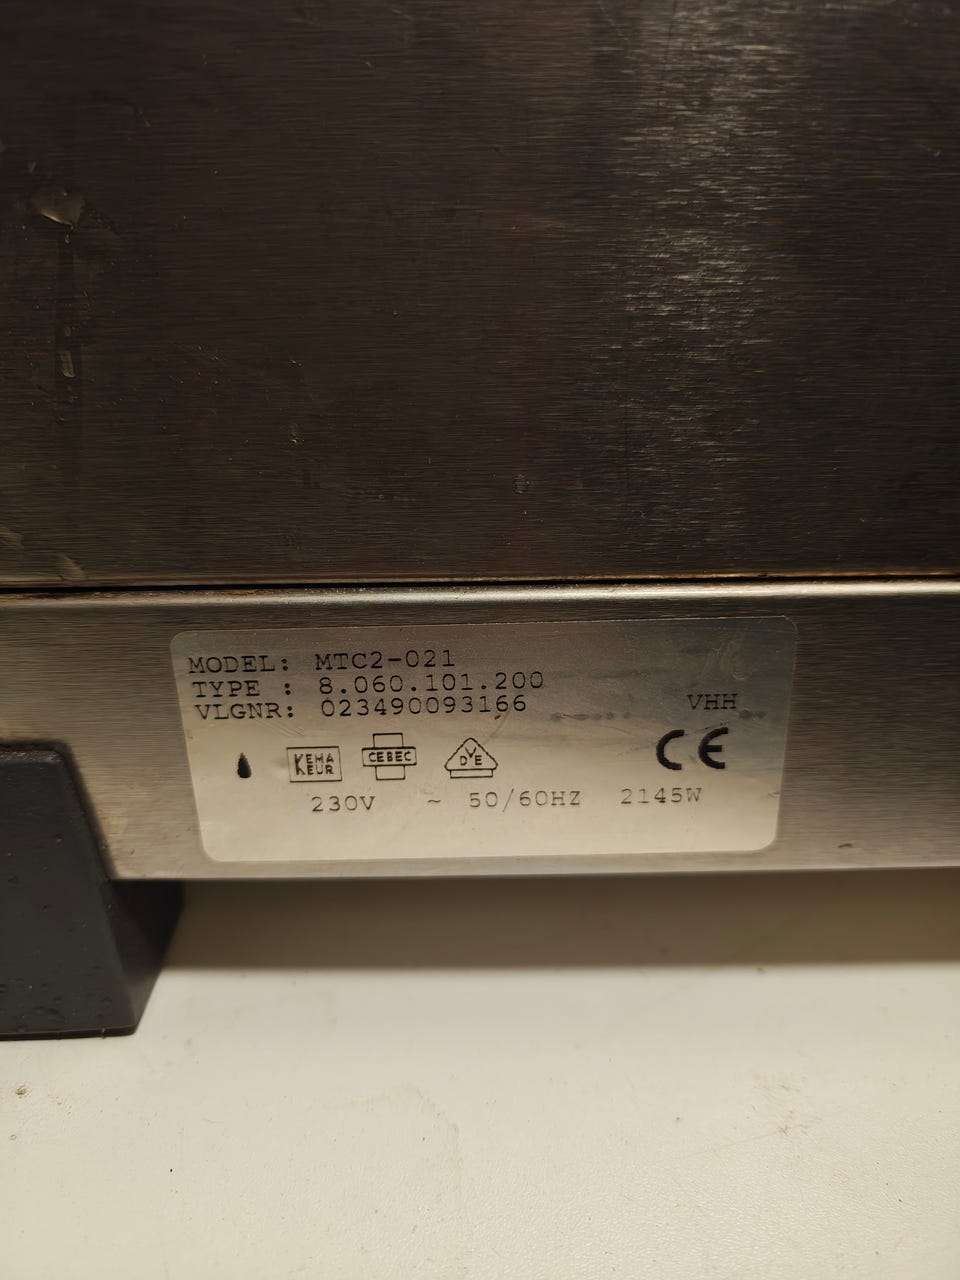 MODEL: MTC2-021
TYPE : 8.060.101.200
VLGNR: 023490093166
VHH
KEMA
KEUR
CEBEC
DVE
CE
230V ~ 50/60HZ 2145W